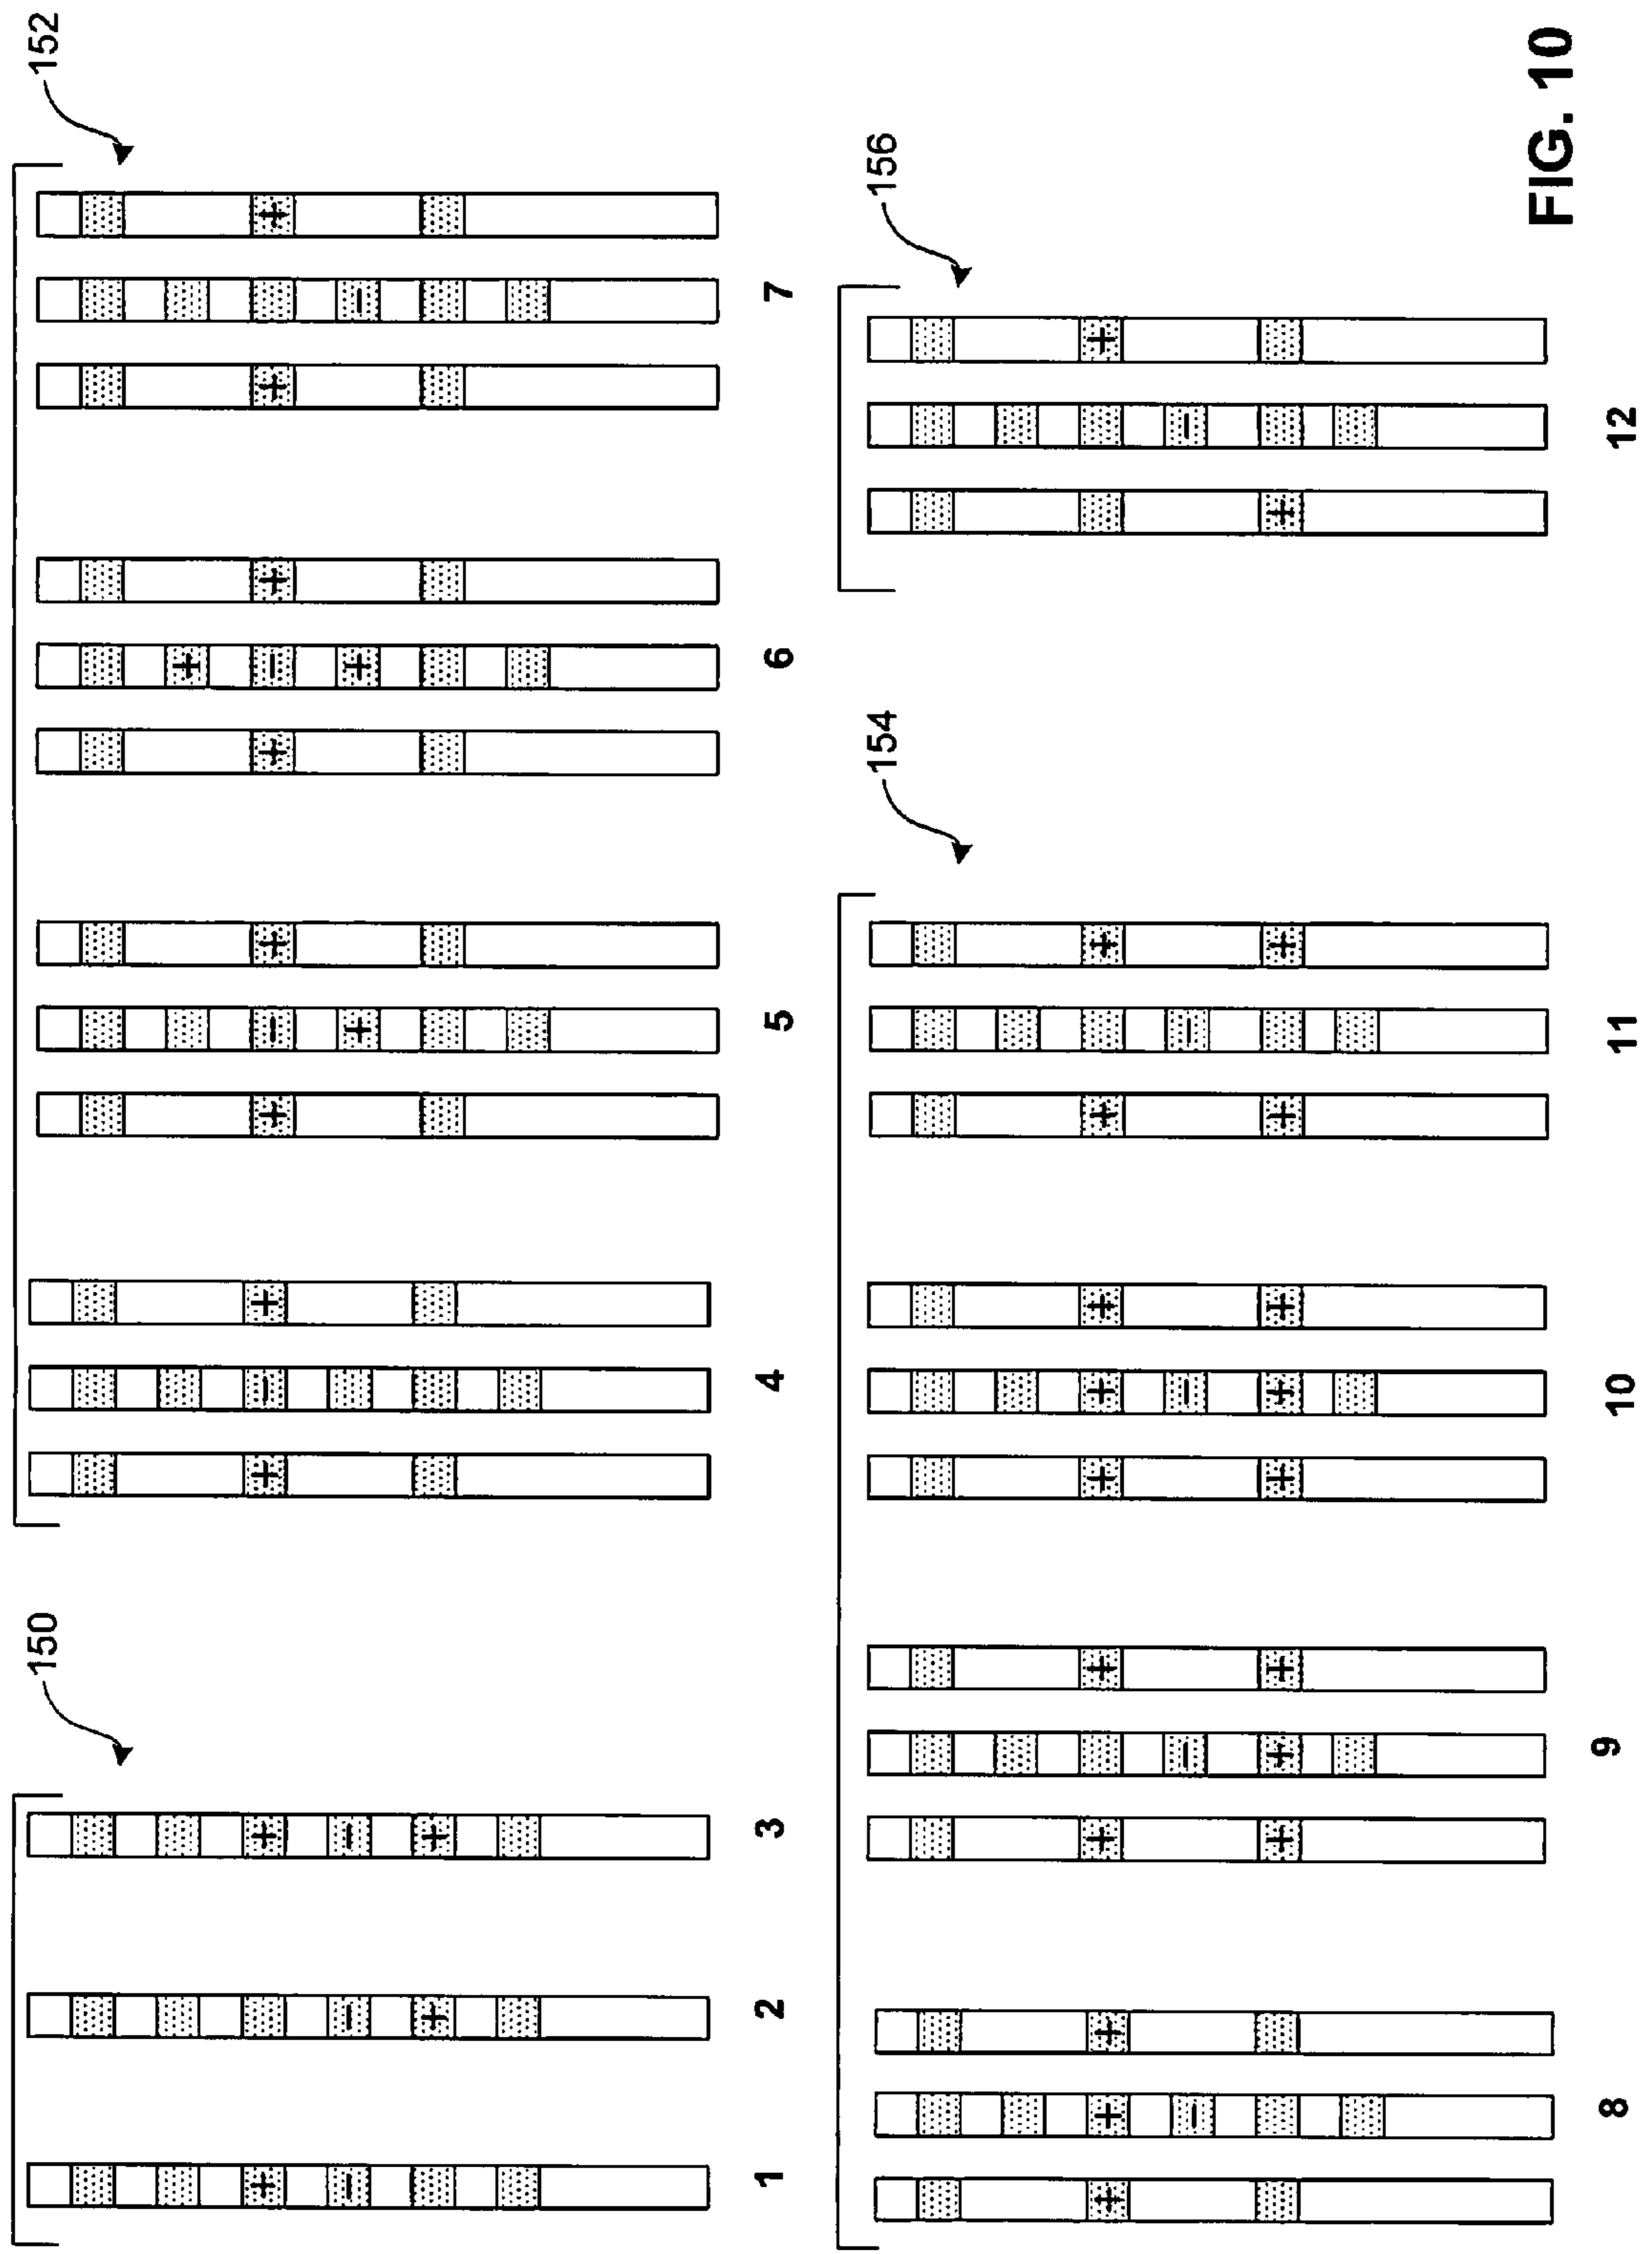 150 152
+
+ + + − + + − + + − + + +
− − − + + −
+ +
1 2 3 4 5 6 7
154 156
+ + + + + + + + + + +
− − − − −
+ + + + + + + + +
8 9 10 11 12
FIG. 10